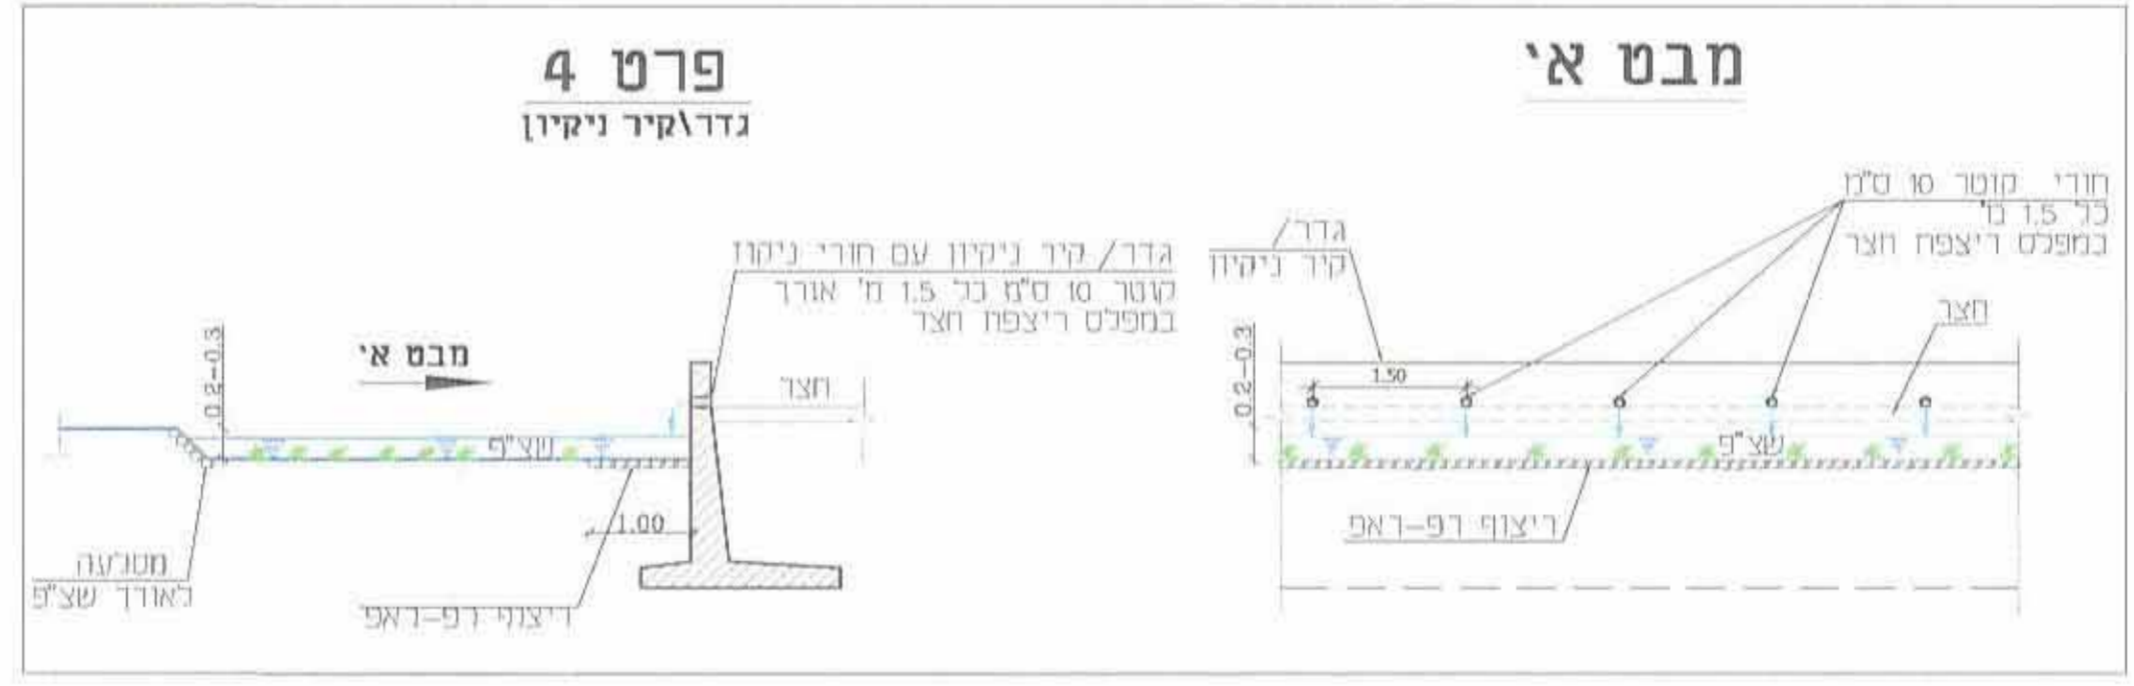 מבט א'
חורי קוטר 10 ס"מ
כל 1.5 מ'
במפלס ריצפת חצר
גדר/
קיר ניקיון
חצר
0.2-0.3
1.50
שצ"פ
ריצוף רפ-ראפ
פרט 4
גדר\קיר ניקיון
גדר/ קיר ניקיון עם חורי ניקוז
קוטר 10 ס"מ כל 1.5 מ' אורך
במפלס ריצפת חצר
מבט א'
חצר
0.2-0.3
שצ"פ
1.00
מסלעה
לאורך שצ"פ
ריצוף רפ-ראפ